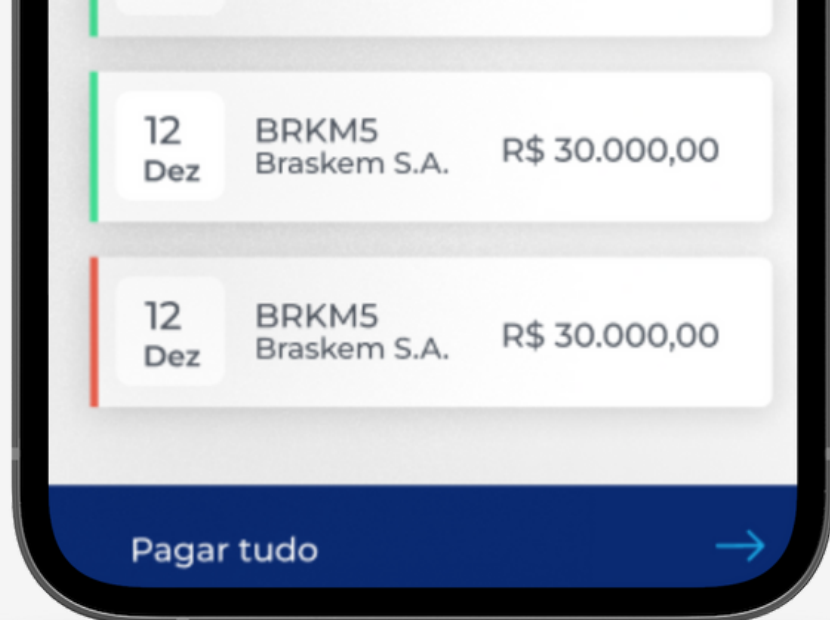 12
Dez
BRKM5
Braskem S.A.
R$ 30.000,00
12
Dez
BRKM5
Braskem S.A.
R$ 30.000,00
Pagar tudo